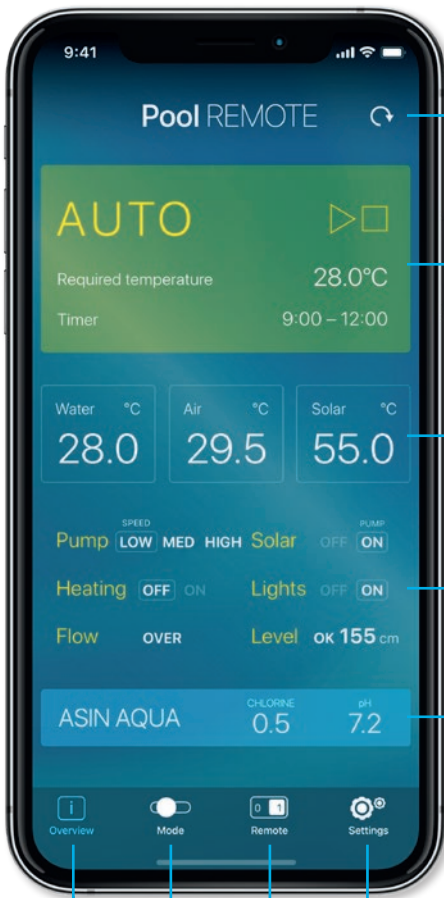 9:41
Pool REMOTE
AUTO
Required temperature 28.0°C
Timer 9:00 – 12:00
Water °C Air °C Solar °C
28.0 29.5 55.0
SPEED PUMP
Pump LOW MED HIGH Solar OFF ON
Heating OFF ON Lights OFF ON
Flow OVER Level OK 155 cm
CHLORINE pH
ASIN AQUA 0.5 7.2
i 0 1
Overview Mode Remote Settings